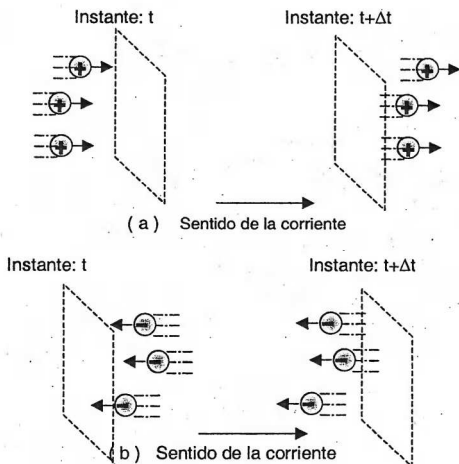 Instante: t
Instante: t+Δt
( a ) Sentido de la corriente
Instante: t
Instante: t+Δt
( b ) Sentido de la corriente